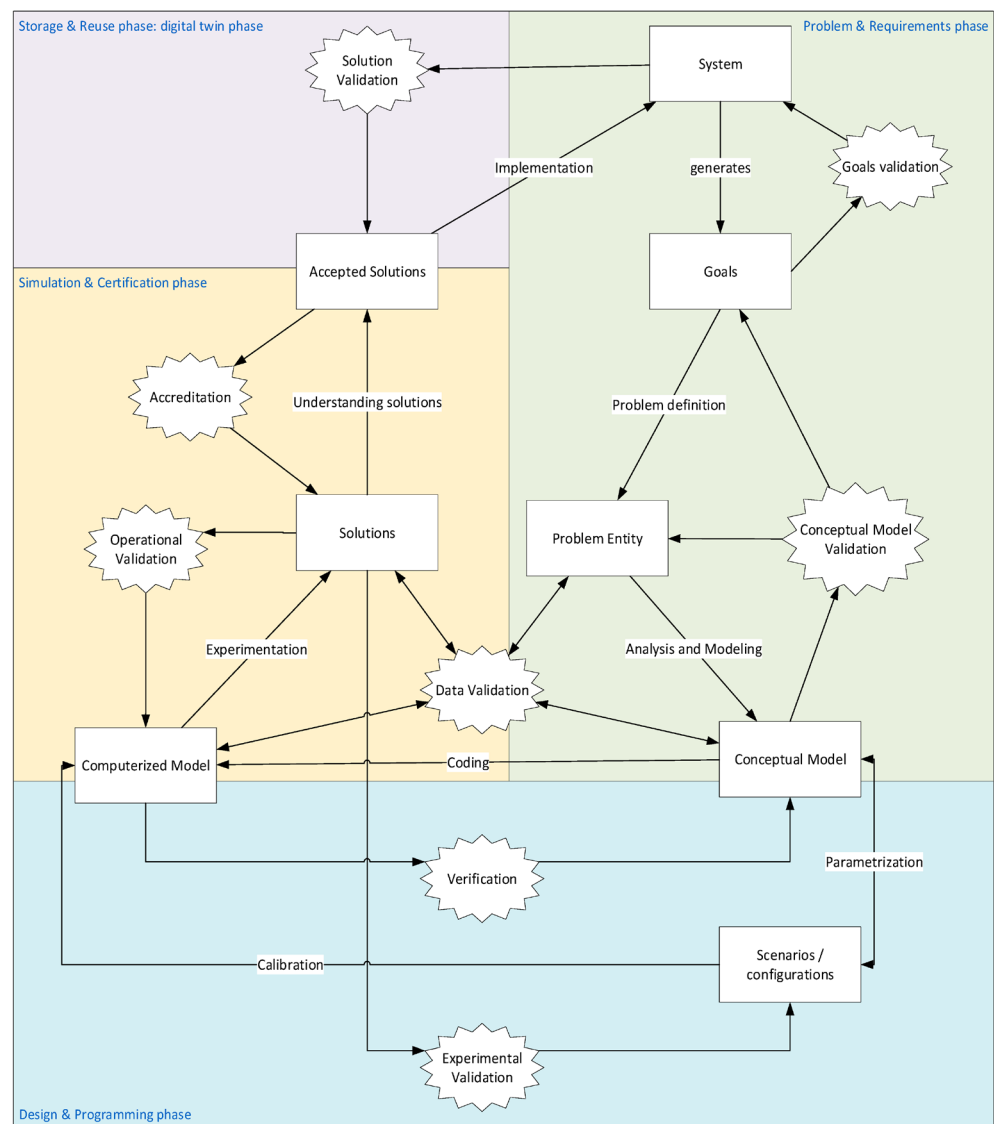 Storage & Reuse phase: digital twin phase
Problem & Requirements phase
Solution
Validation
System
Implementation
generates
Goals validation
Accepted Solutions
Goals
Simulation & Certification phase
Accreditation
Understanding solutions
Problem definition
Operational
Validation
Solutions
Problem Entity
Conceptual Model
Validation
Experimentation
Analysis and Modeling
Data Validation
Computerized Model
Coding
Conceptual Model
Verification
Parametrization
Calibration
Scenarios /
configurations
Experimental
Validation
Design & Programming phase